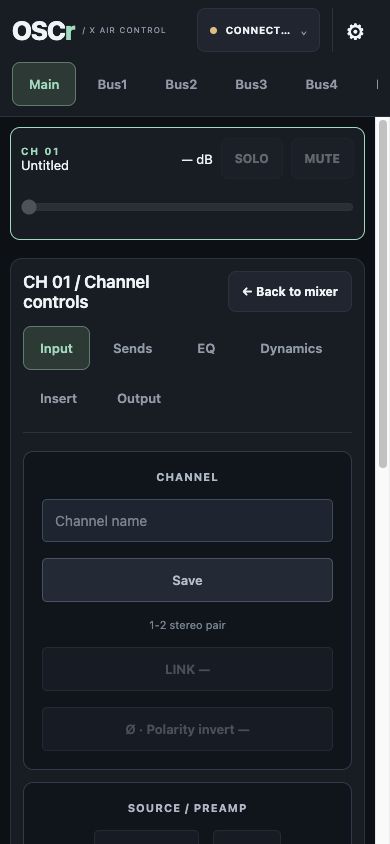 OSCr / X AIR CONTROL CONNECT... ⌄ ⚙
Main Bus1 Bus2 Bus3 Bus4
CH 01
Untitled — dB SOLO MUTE
CH 01 / Channel
controls
← Back to mixer
Input Sends EQ Dynamics
Insert Output
CHANNEL
Channel name
Save
1-2 stereo pair
LINK —
Ø · Polarity invert —
SOURCE / PREAMP